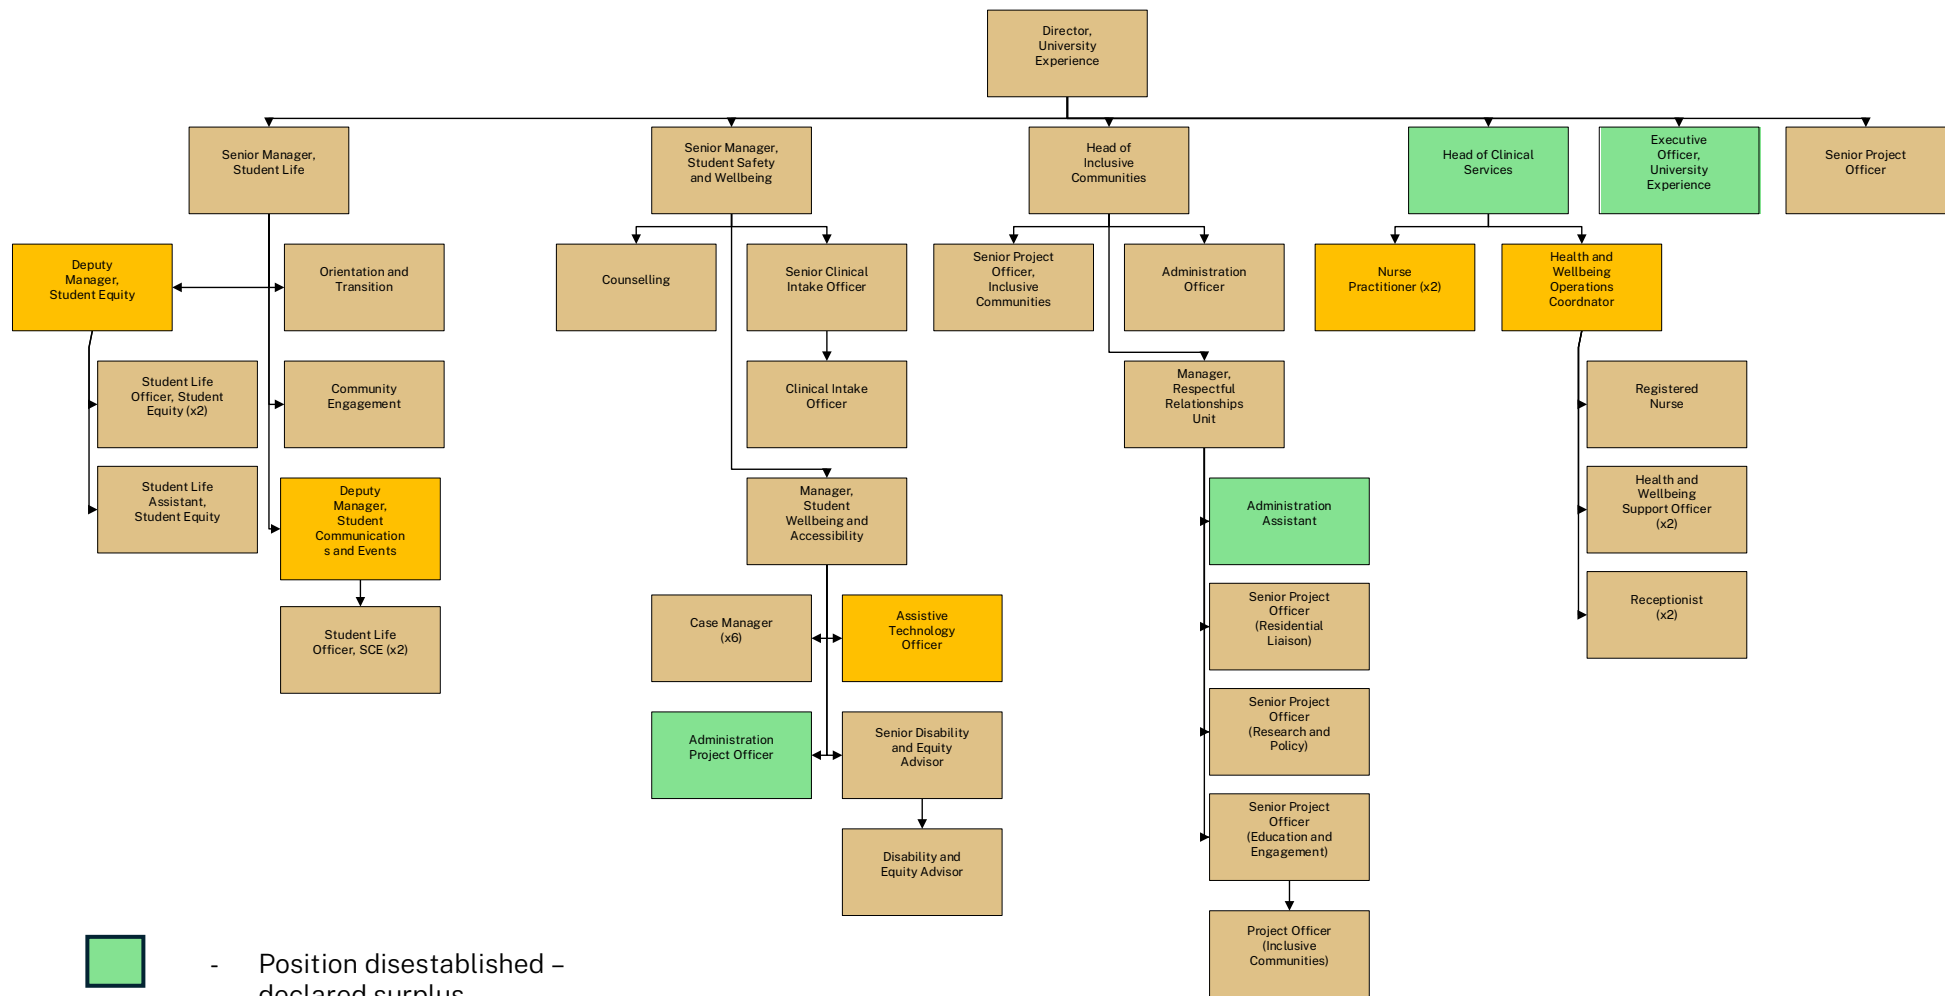 Director,
University
Experience
Senior Manager,
Student Life
Senior Manager,
Student Safety
and Wellbeing
Head of
Inclusive
Communities
Head of Clinical
Services
Executive
Officer,
University
Experience
Senior Project
Officer
Deputy
Manager,
Student Equity
Orientation and
Transition
Counselling
Senior Clinical
Intake Officer
Senior Project
Officer,
Inclusive
Communities
Administration
Officer
Nurse
Practitioner (x2)
Health and
Wellbeing
Operations
Coordnator
Student Life
Officer, Student
Equity (x2)
Community
Engagement
Clinical Intake
Officer
Manager,
Respectful
Relationships
Unit
Registered
Nurse
Student Life
Assistant,
Student Equity
Deputy
Manager,
Student
Communication
s and Events
Manager,
Student
Wellbeing and
Accessibility
Administration
Assistant
Health and
Wellbeing
Support Officer
(x2)
Student Life
Officer, SCE (x2)
Case Manager
(x6)
Assistive
Technology
Officer
Senior Project
Officer
(Residential
Liaison)
Receptionist
(x2)
Administration
Project Officer
Senior Disability
and Equity
Advisor
Senior Project
Officer
(Research and
Policy)
Disability and
Equity Advisor
Senior Project
Officer
(Education and
Engagement)
Project Officer
(Inclusive
Communities)
- Position disestablished –
declared surplus